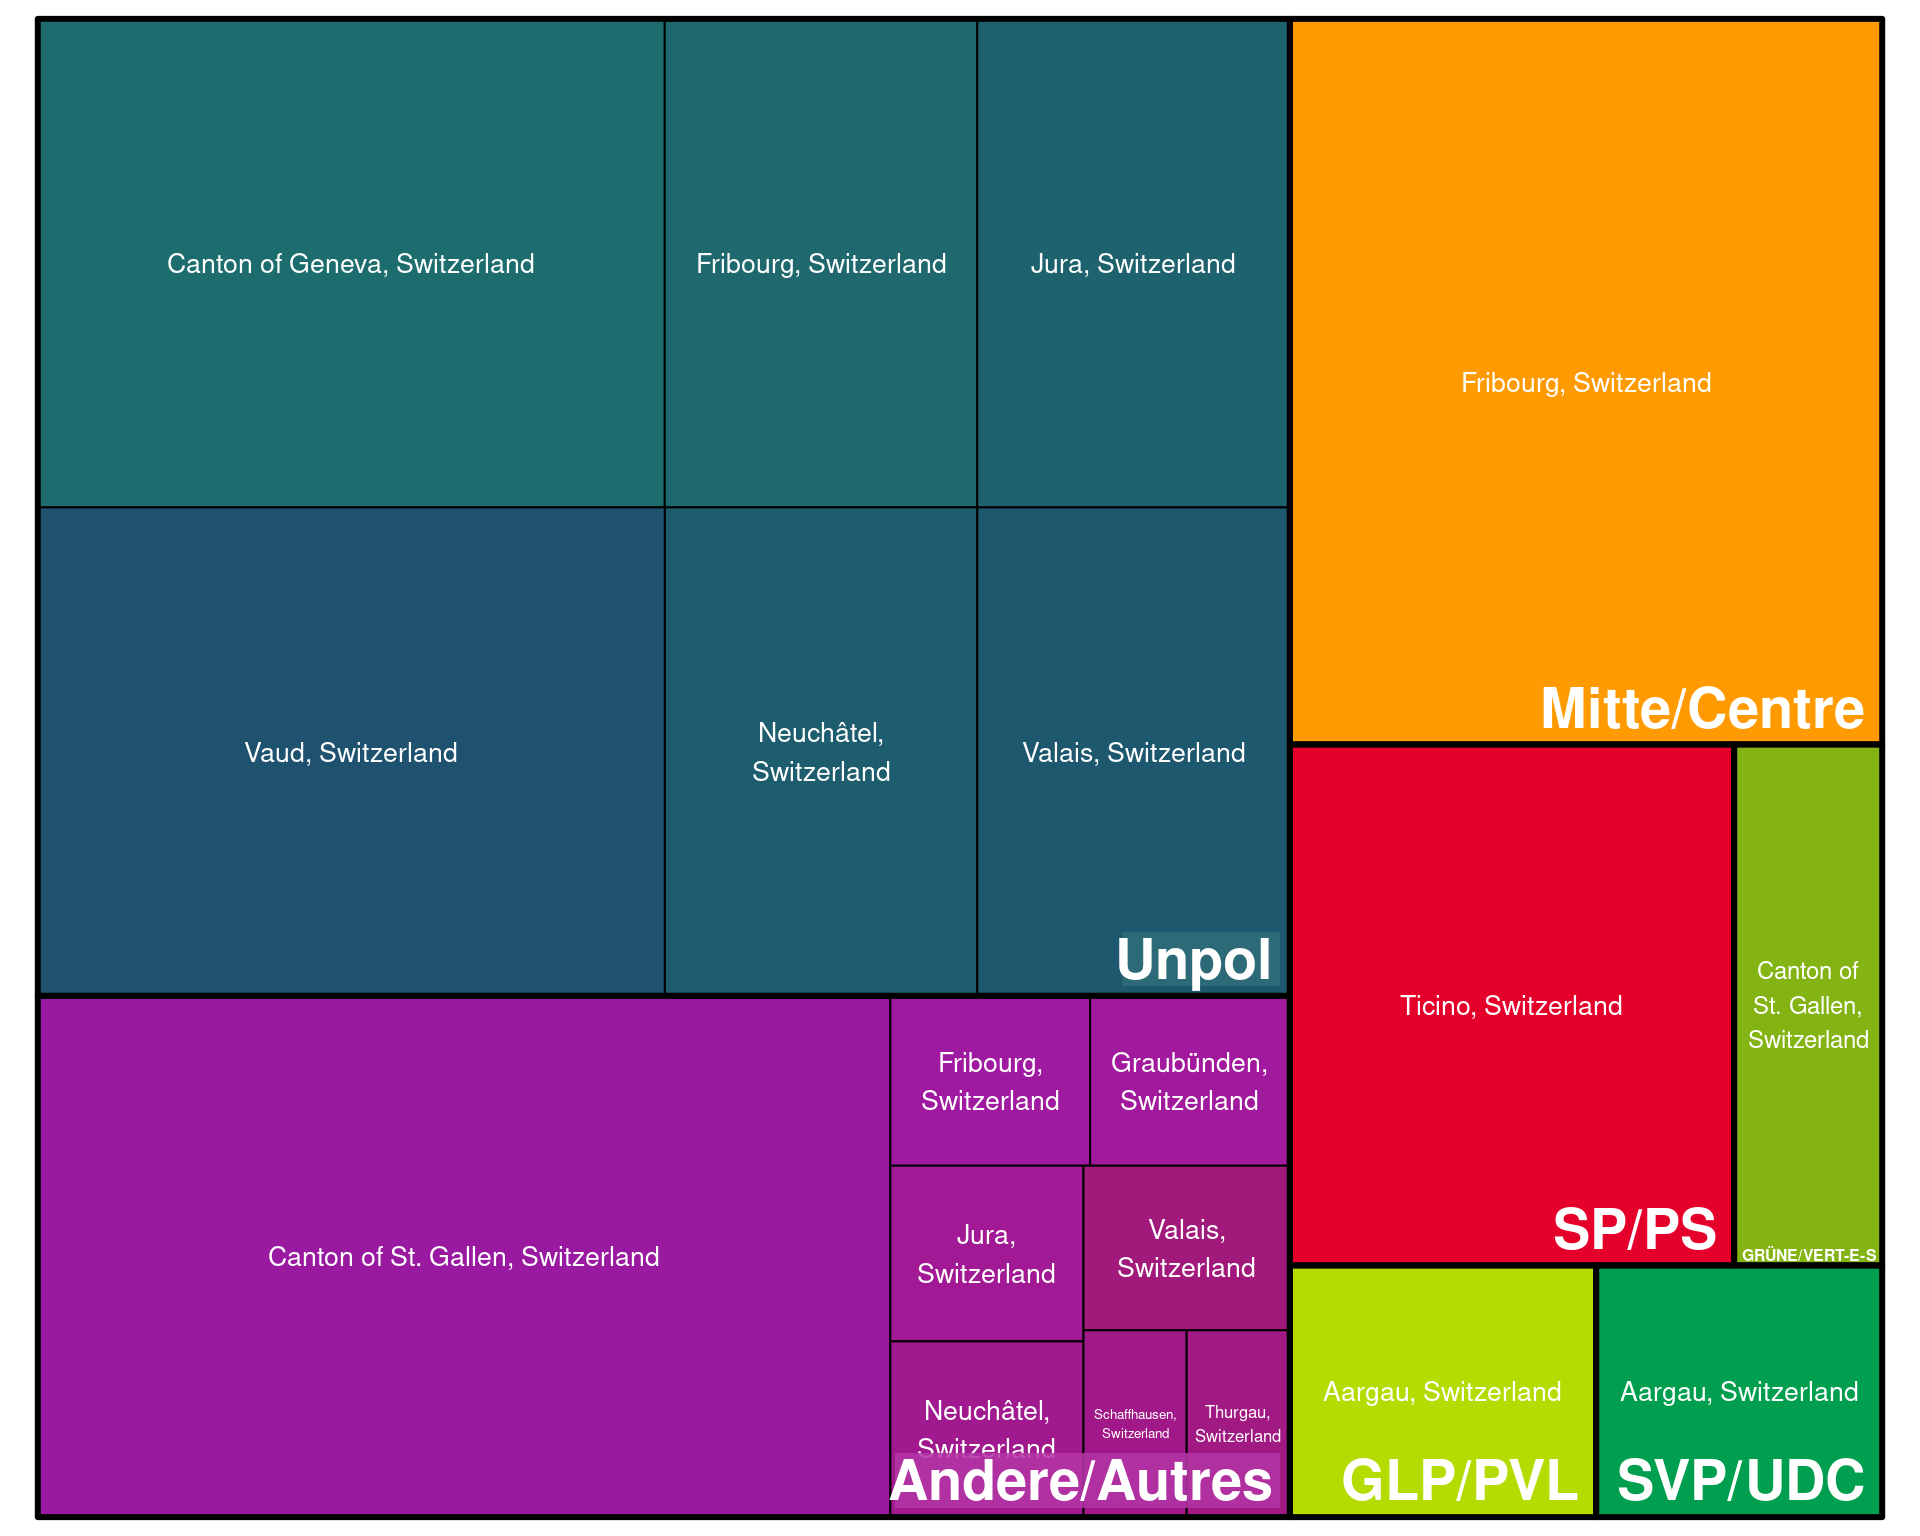 Canton of Geneva, Switzerland
Fribourg, Switzerland
Jura, Switzerland
Vaud, Switzerland
Neuchâtel,
Switzerland
Valais, Switzerland
Unpol
Canton of St. Gallen, Switzerland
Fribourg,
Switzerland
Graubünden,
Switzerland
Jura,
Switzerland
Valais,
Switzerland
Neuchâtel,
Switzerland
Schaffhausen,
Switzerland
Thurgau,
Switzerland
Andere/Autres
Fribourg, Switzerland
Mitte/Centre
Ticino, Switzerland
SP/PS
Canton of
St. Gallen,
Switzerland
GRÜNE/VERT-E-S
Aargau, Switzerland
GLP/PVL
Aargau, Switzerland
SVP/UDC